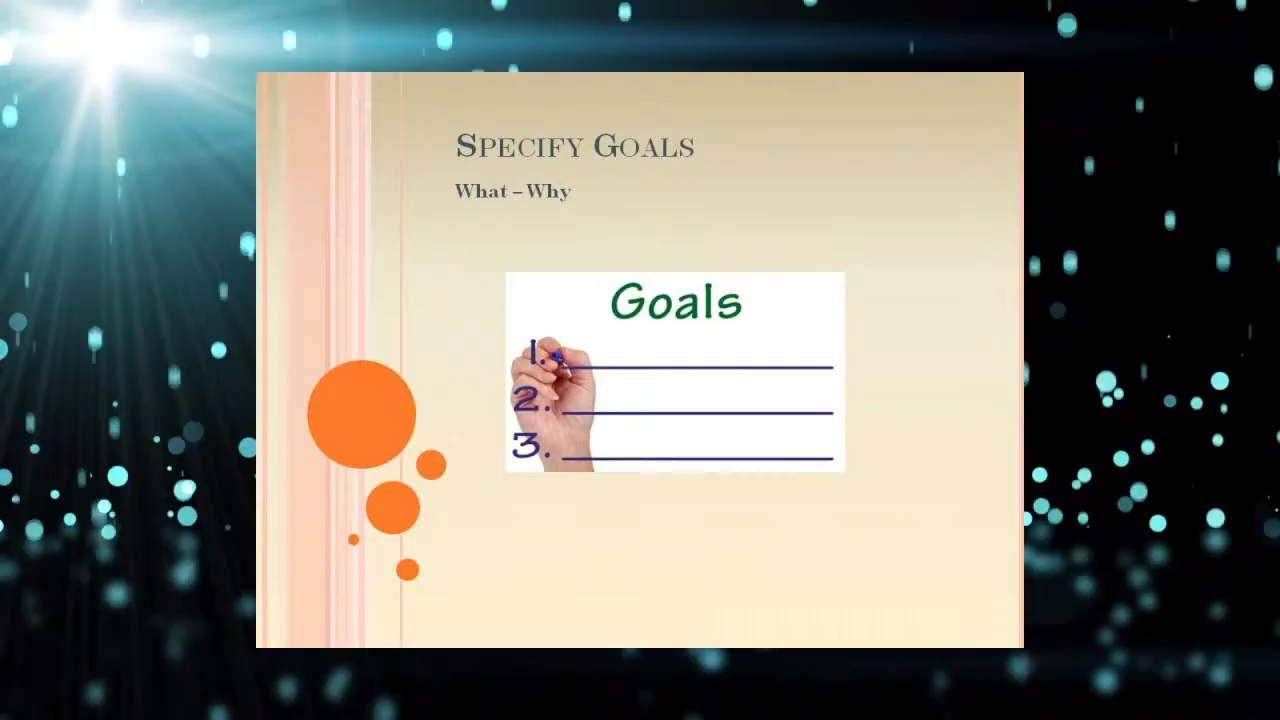 Specify Goals
What – Why
Goals
1.
2.
3.